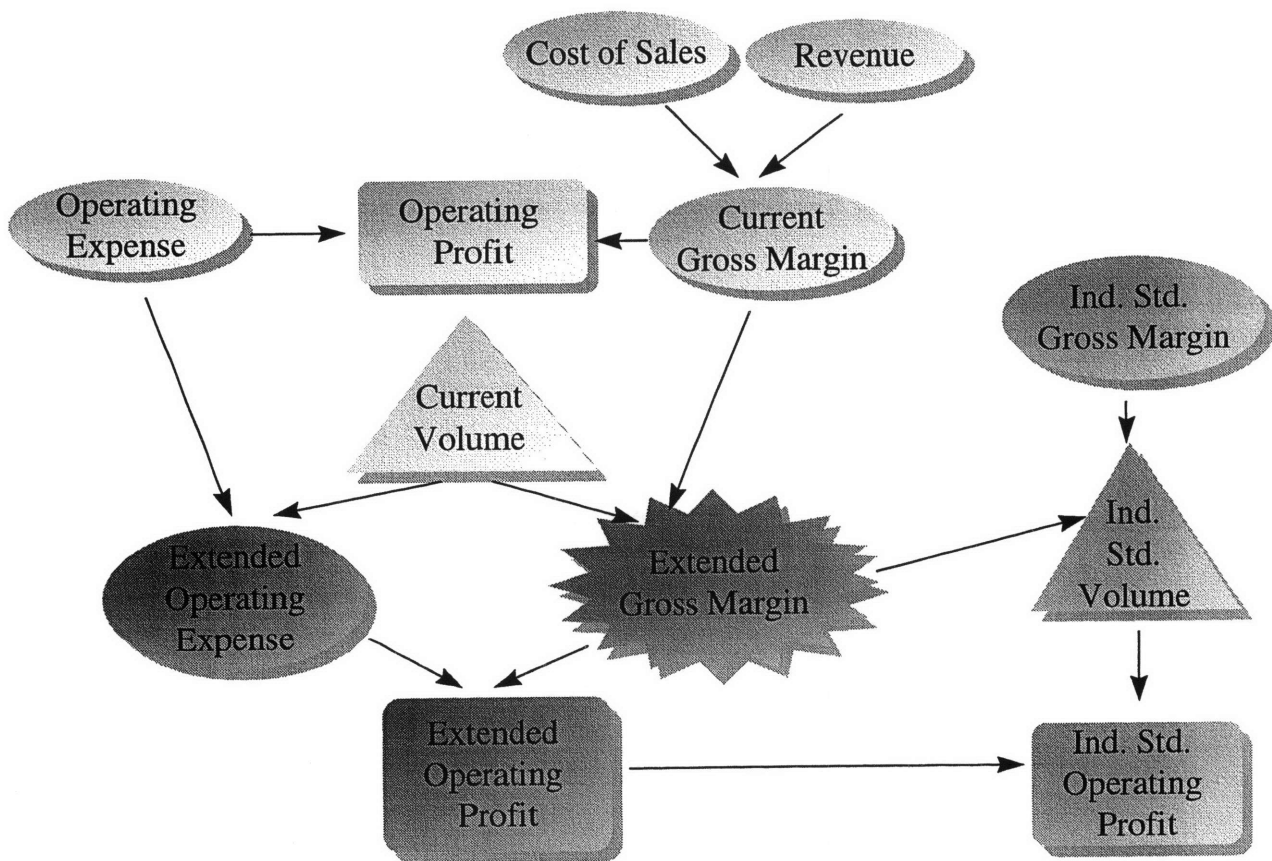 Cost of Sales
Revenue
Operating
Expense
Operating
Profit
Current
Gross Margin
Ind. Std.
Gross Margin
Current
Volume
Extended
Operating
Expense
Extended
Gross Margin
Ind.
Std.
Volume
Extended
Operating
Profit
Ind. Std.
Operating
Profit